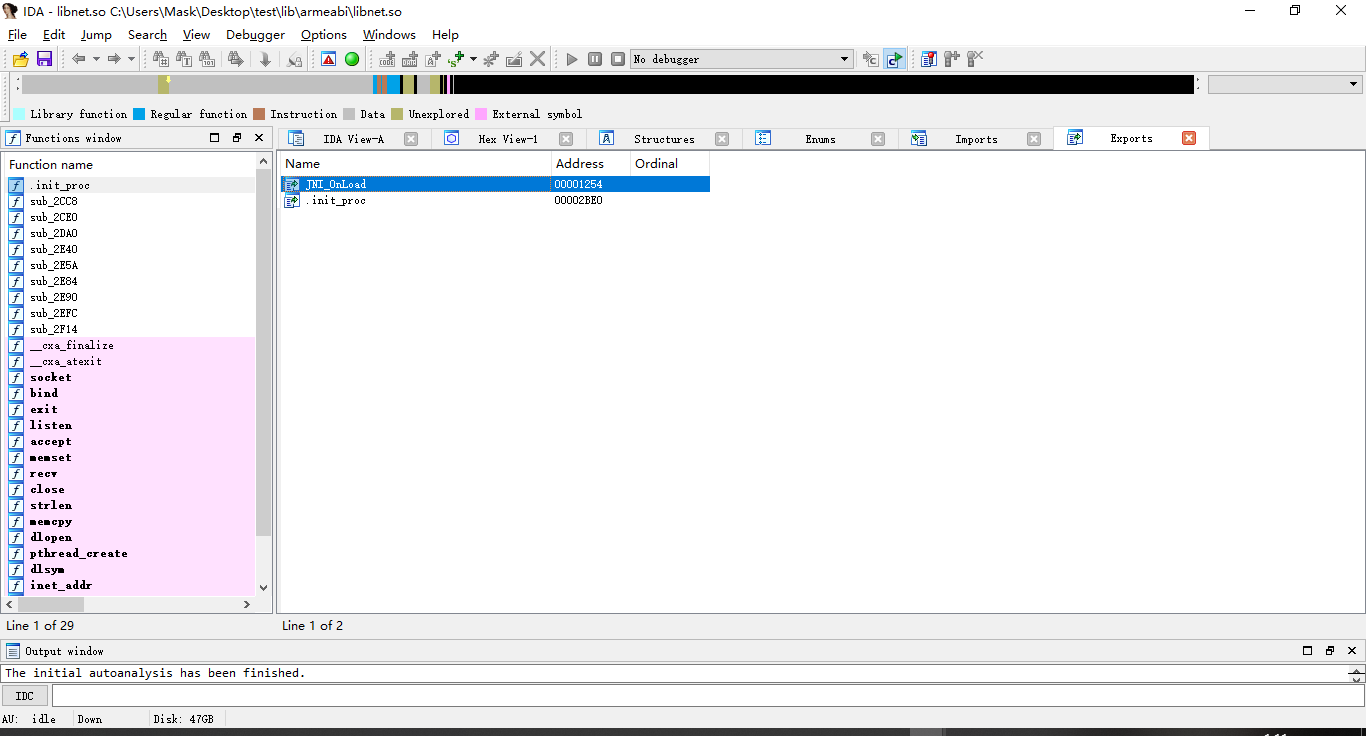 IDA - libnet.so C:\Users\Mask\Desktop\test\lib\armeabi\libnet.so
File Edit Jump Search View Debugger Options Windows Help
No debugger
Library function Regular function Instruction Data Unexplored External symbol
Functions window
IDA View-A Hex View-1 Structures Enums Imports Exports
Function name
.init_proc
sub_2CC8
sub_2CE0
sub_2DA0
sub_2E40
sub_2E5A
sub_2E84
sub_2E90
sub_2EFC
sub_2F14
__cxa_finalize
__cxa_atexit
socket
bind
exit
listen
accept
memset
recv
close
strlen
memcpy
dlopen
pthread_create
dlsym
inet_addr
Line 1 of 29
Name Address Ordinal
JNI_OnLoad 00001254
.init_proc 00002BE0
Line 1 of 2
Output window
The initial autoanalysis has been finished.
IDC
AU: idle Down Disk: 47GB